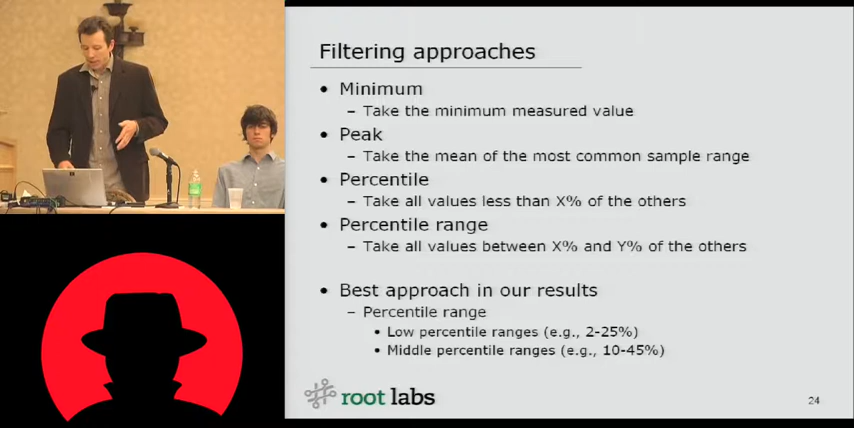 Filtering approaches
• Minimum
– Take the minimum measured value
• Peak
– Take the mean of the most common sample range
• Percentile
– Take all values less than X% of the others
• Percentile range
– Take all values between X% and Y% of the others
• Best approach in our results
– Percentile range
• Low percentile ranges (e.g., 2-25%)
• Middle percentile ranges (e.g., 10-45%)
root labs
24